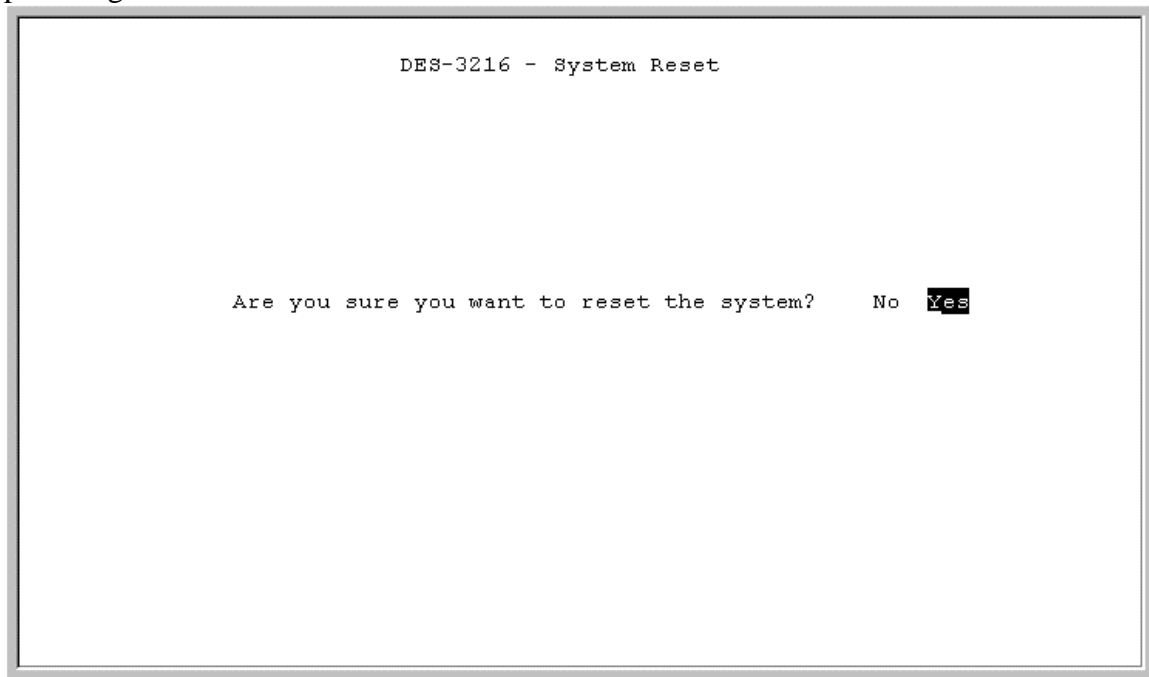 DES-3216 - System Reset
Are you sure you want to reset the system? No Yes